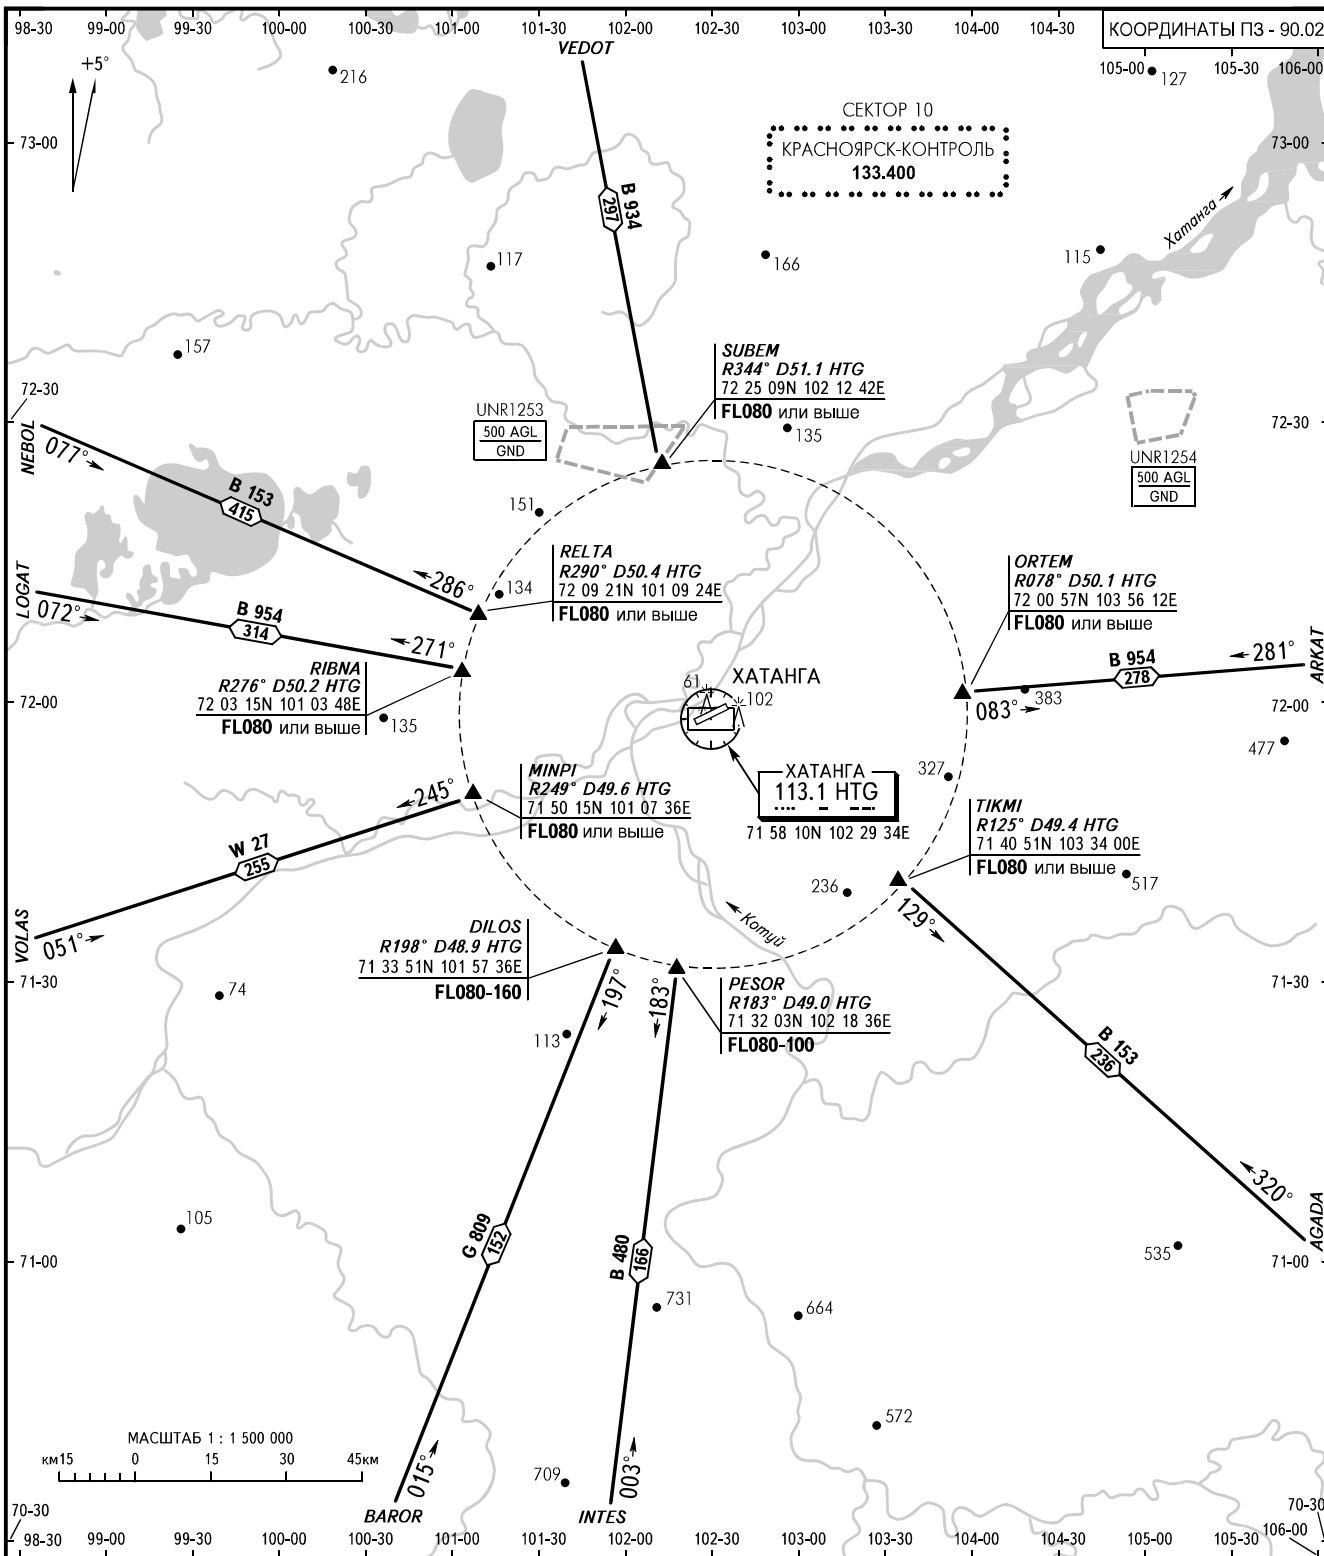 98-30 99-00 99-30 100-00 100-30 101-00 101-30 102-00 102-30 103-00 103-30 104-00 104-30
КООРДИНАТЫ ПЗ - 90.02
105-00 105-30 106-00
VEDOT
+5°
216
127
СЕКТОР 10
КРАСНОЯРСК-КОНТРОЛЬ
133.400
73-00
73-00
B 934
297
Хатанга
117
166
115
157
SUBEM
R344° D51.1 HTG
72 25 09N 102 12 42E
FL080 или выше
72-30
72-30
UNR1253
500 AGL
GND
135
NEBOL
077°
UNR1254
500 AGL
GND
B 153
415
151
RELTA
R290° D50.4 HTG
72 09 21N 101 09 24E
FL080 или выше
286°
134
ORTEM
R078° D50.1 HTG
72 00 57N 103 56 12E
FL080 или выше
LOGAT
072°
B 954
314
271°
RIBNA
R276° D50.2 HTG
72 03 15N 101 03 48E
FL080 или выше
B 954
278
281°
ARKAT
083°
383
61
ХАТАНГА
102
72-00
72-00
135
477
ХАТАНГА
113.1 HTG
71 58 10N 102 29 34E
327
MINPI
R249° D49.6 HTG
71 50 15N 101 07 36E
FL080 или выше
245°
TIKMI
R125° D49.4 HTG
71 40 51N 103 34 00E
FL080 или выше
W 27
255
517
236
129°
VOLAS
051°
Котуй
DILOS
R198° D48.9 HTG
71 33 51N 101 57 36E
FL080-160
197°
183°
PESOR
R183° D49.0 HTG
71 32 03N 102 18 36E
FL080-100
71-30
71-30
74
113
B 153
236
320°
AGADA
105
G 809
152
B 480
166
535
71-00
71-00
731
664
572
МАСШТАБ 1 : 1 500 000
км15 0 15 30 45км
015°
709
003°
BAROR
INTES
70-30
70-30
98-30 99-00 99-30 100-00 100-30 101-00 101-30 102-00 102-30 103-00 103-30 104-00 104-30 105-00 105-30 106-00